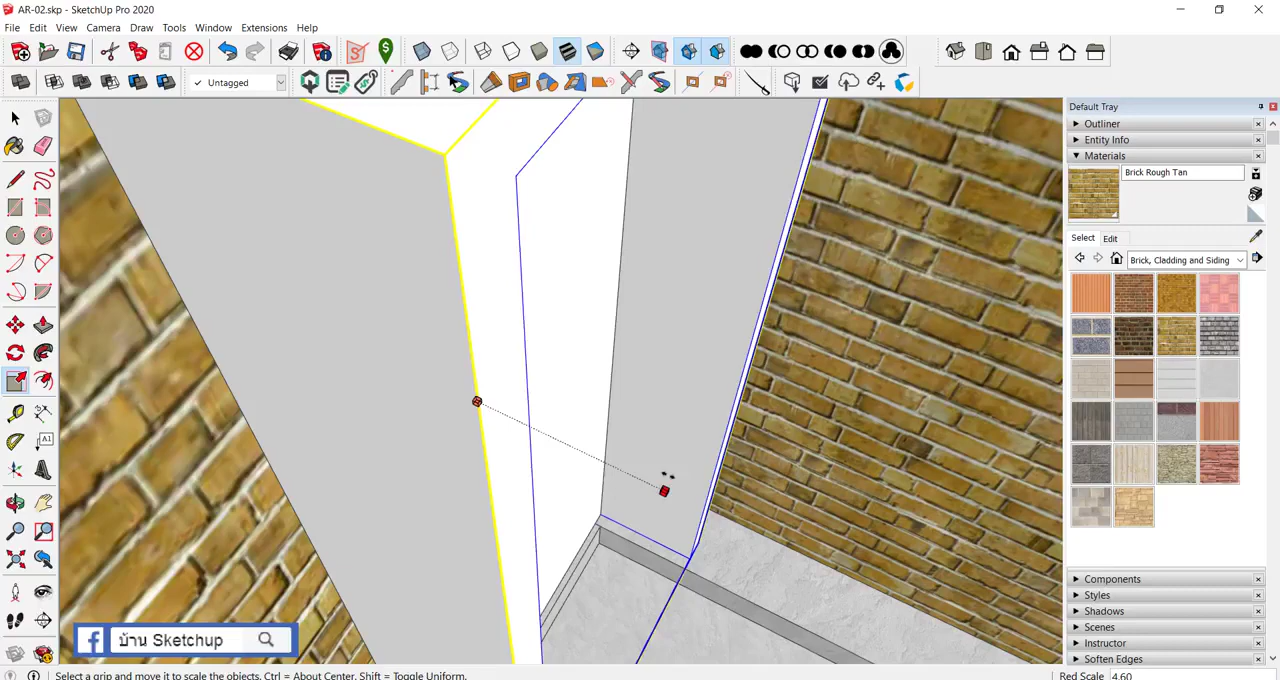 AR-02.skp - SketchUp Pro 2020
File Edit View Camera Draw Tools Window Extensions Help
Untagged
Default Tray
Outliner
Entity Info
Materials
Brick Rough Tan
Select Edit
Brick, Cladding and Siding
Components
Styles
Shadows
Scenes
Instructor
Soften Edges
บ้าน Sketchup
Select a grip and move it to scale the objects. Ctrl = About Center, Shift = Toggle Uniform.
Red Scale 4.60